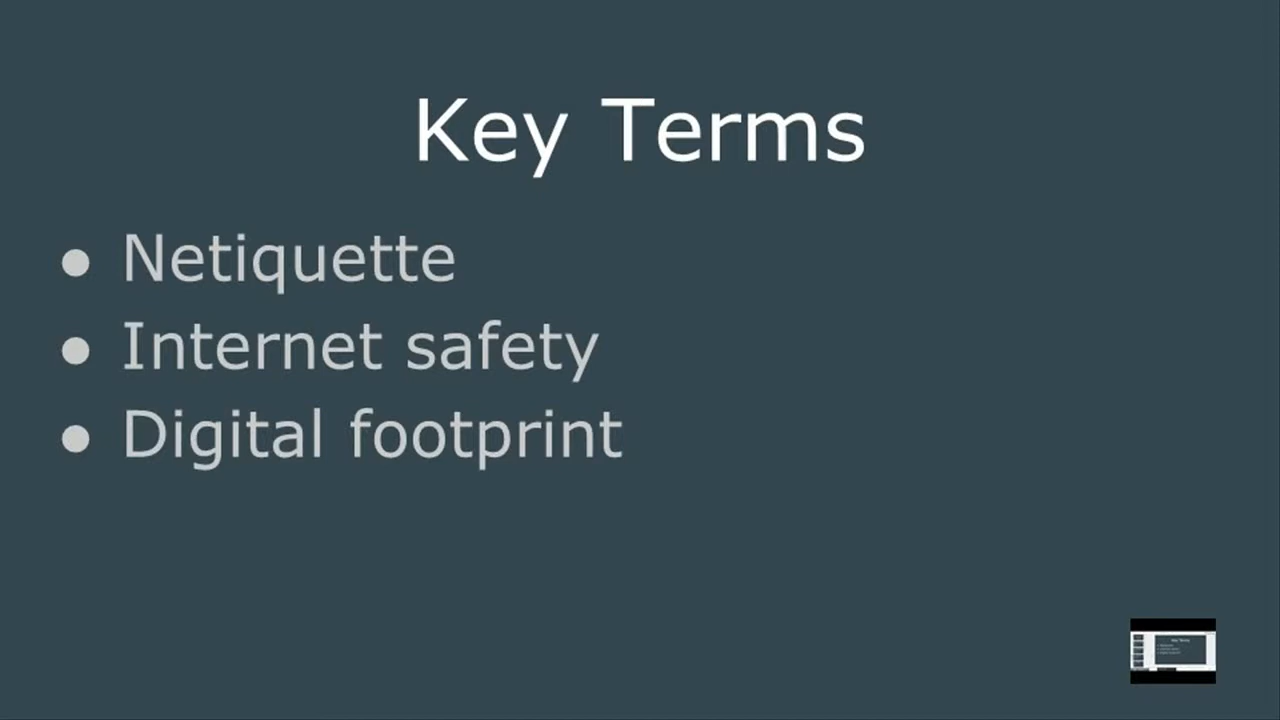 Key Terms
● Netiquette
● Internet safety
● Digital footprint